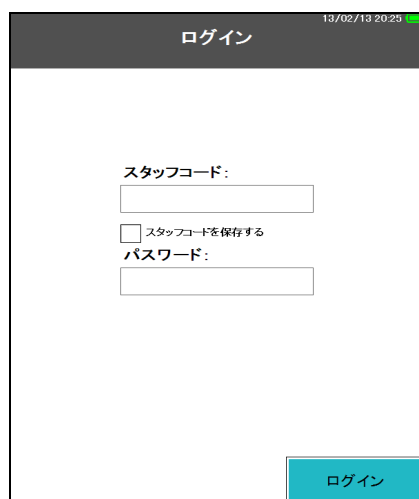 13/02/13 20:25
ログイン
スタッフコード:
スタッフコードを保存する
パスワード:
ログイン